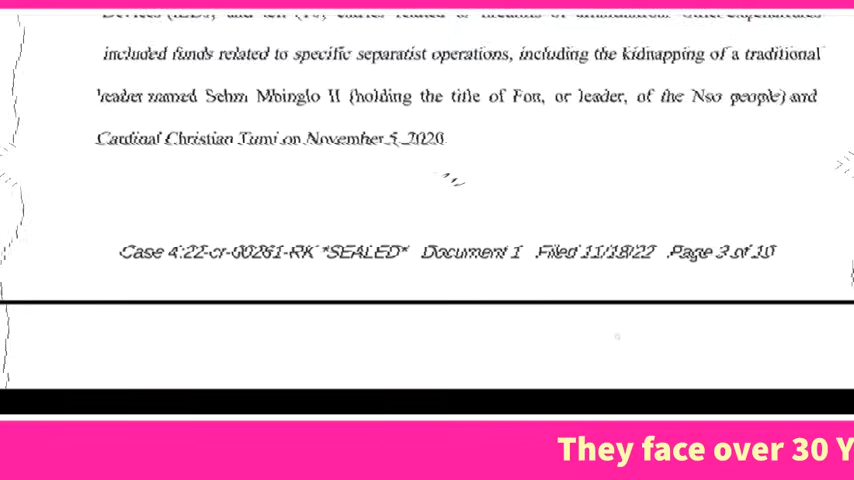 included funds related to specific separatist operations, including the kidnapping of a traditional
leader named Sehm Mbinglo II (holding the title of Fon, or leader, of the Nso people) and
Cardinal Christian Tumi on November 5, 2020
Case 4:22-cr-00261-RK *SEALED* Document 1 Filed 11/18/22 Page 3 of 10
They face over 30 Y